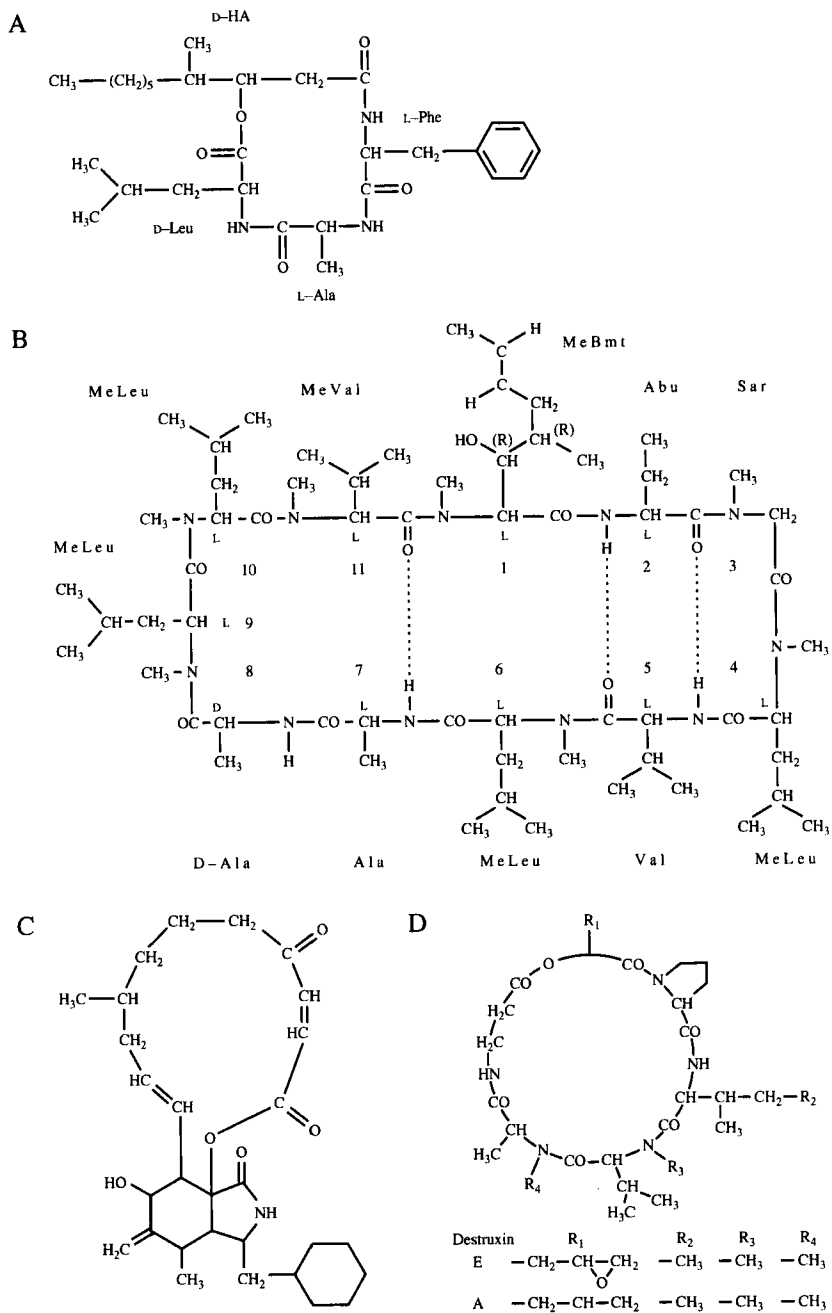 A
D–HA
CH₃ O
CH₃—(CH₂)₅—CH—CH—CH₂—C
O NH L–Phe
O=C CH—CH₂
H₃C
CH—CH₂—CH C=O
H₃C
D–Leu HN—C—CH—NH
O CH₃
L–Ala
B
CH₃ H
C MeBmt
MeLeu MeVal H C CH₂ Abu Sar
CH₃ CH₃ HO (R) CH (R) CH₃
CH CH₃ CH₃ CH CH₃ CH₂ CH₃
CH₂ CH₃ CH CH₃
CH₃—N—CH—CO—N—CH—C—N—CH—CO—N—CH—C—N—CH₂
L L O L H L O
MeLeu CO 10 11 1 2 3 CO
CH₃
CH—CH₂—CH L 9
CH₃
CH₃—N 8 7 6 5 4 N—CH₃
H O H
D L L L L
OC—CH—N—CO—CH—N—CO—CH—N—C—CH—N—CO—CH
CH₃ H CH₃ CH₂ CH₃ CH CH₂
CH CH₃ CH₃ CH
CH₃ CH₃ CH₃ CH₃
D–Ala Ala MeLeu Val MeLeu
C
CH₂—CH₂ O
CH₂ C
H₃C—CH CH
HC
CH₂
HC C
CH O O
O
HO NH
H₂C
CH₃ CH₂
D
R₁
O CO N
CO CH
H₂C CO
H₂C NH
HN CH—CH—CH₂—R₂
CO CO CH₃
CH N
H₃C N—CO—CH R₃
R₄ CH—CH₃
H₃C
Destruxin R₁ R₂ R₃ R₄
E —CH₂—CH—CH₂ —CH₃ —CH₃ —CH₃
O
A —CH₂—CH—CH₂ —CH₃ —CH₃ —CH₃